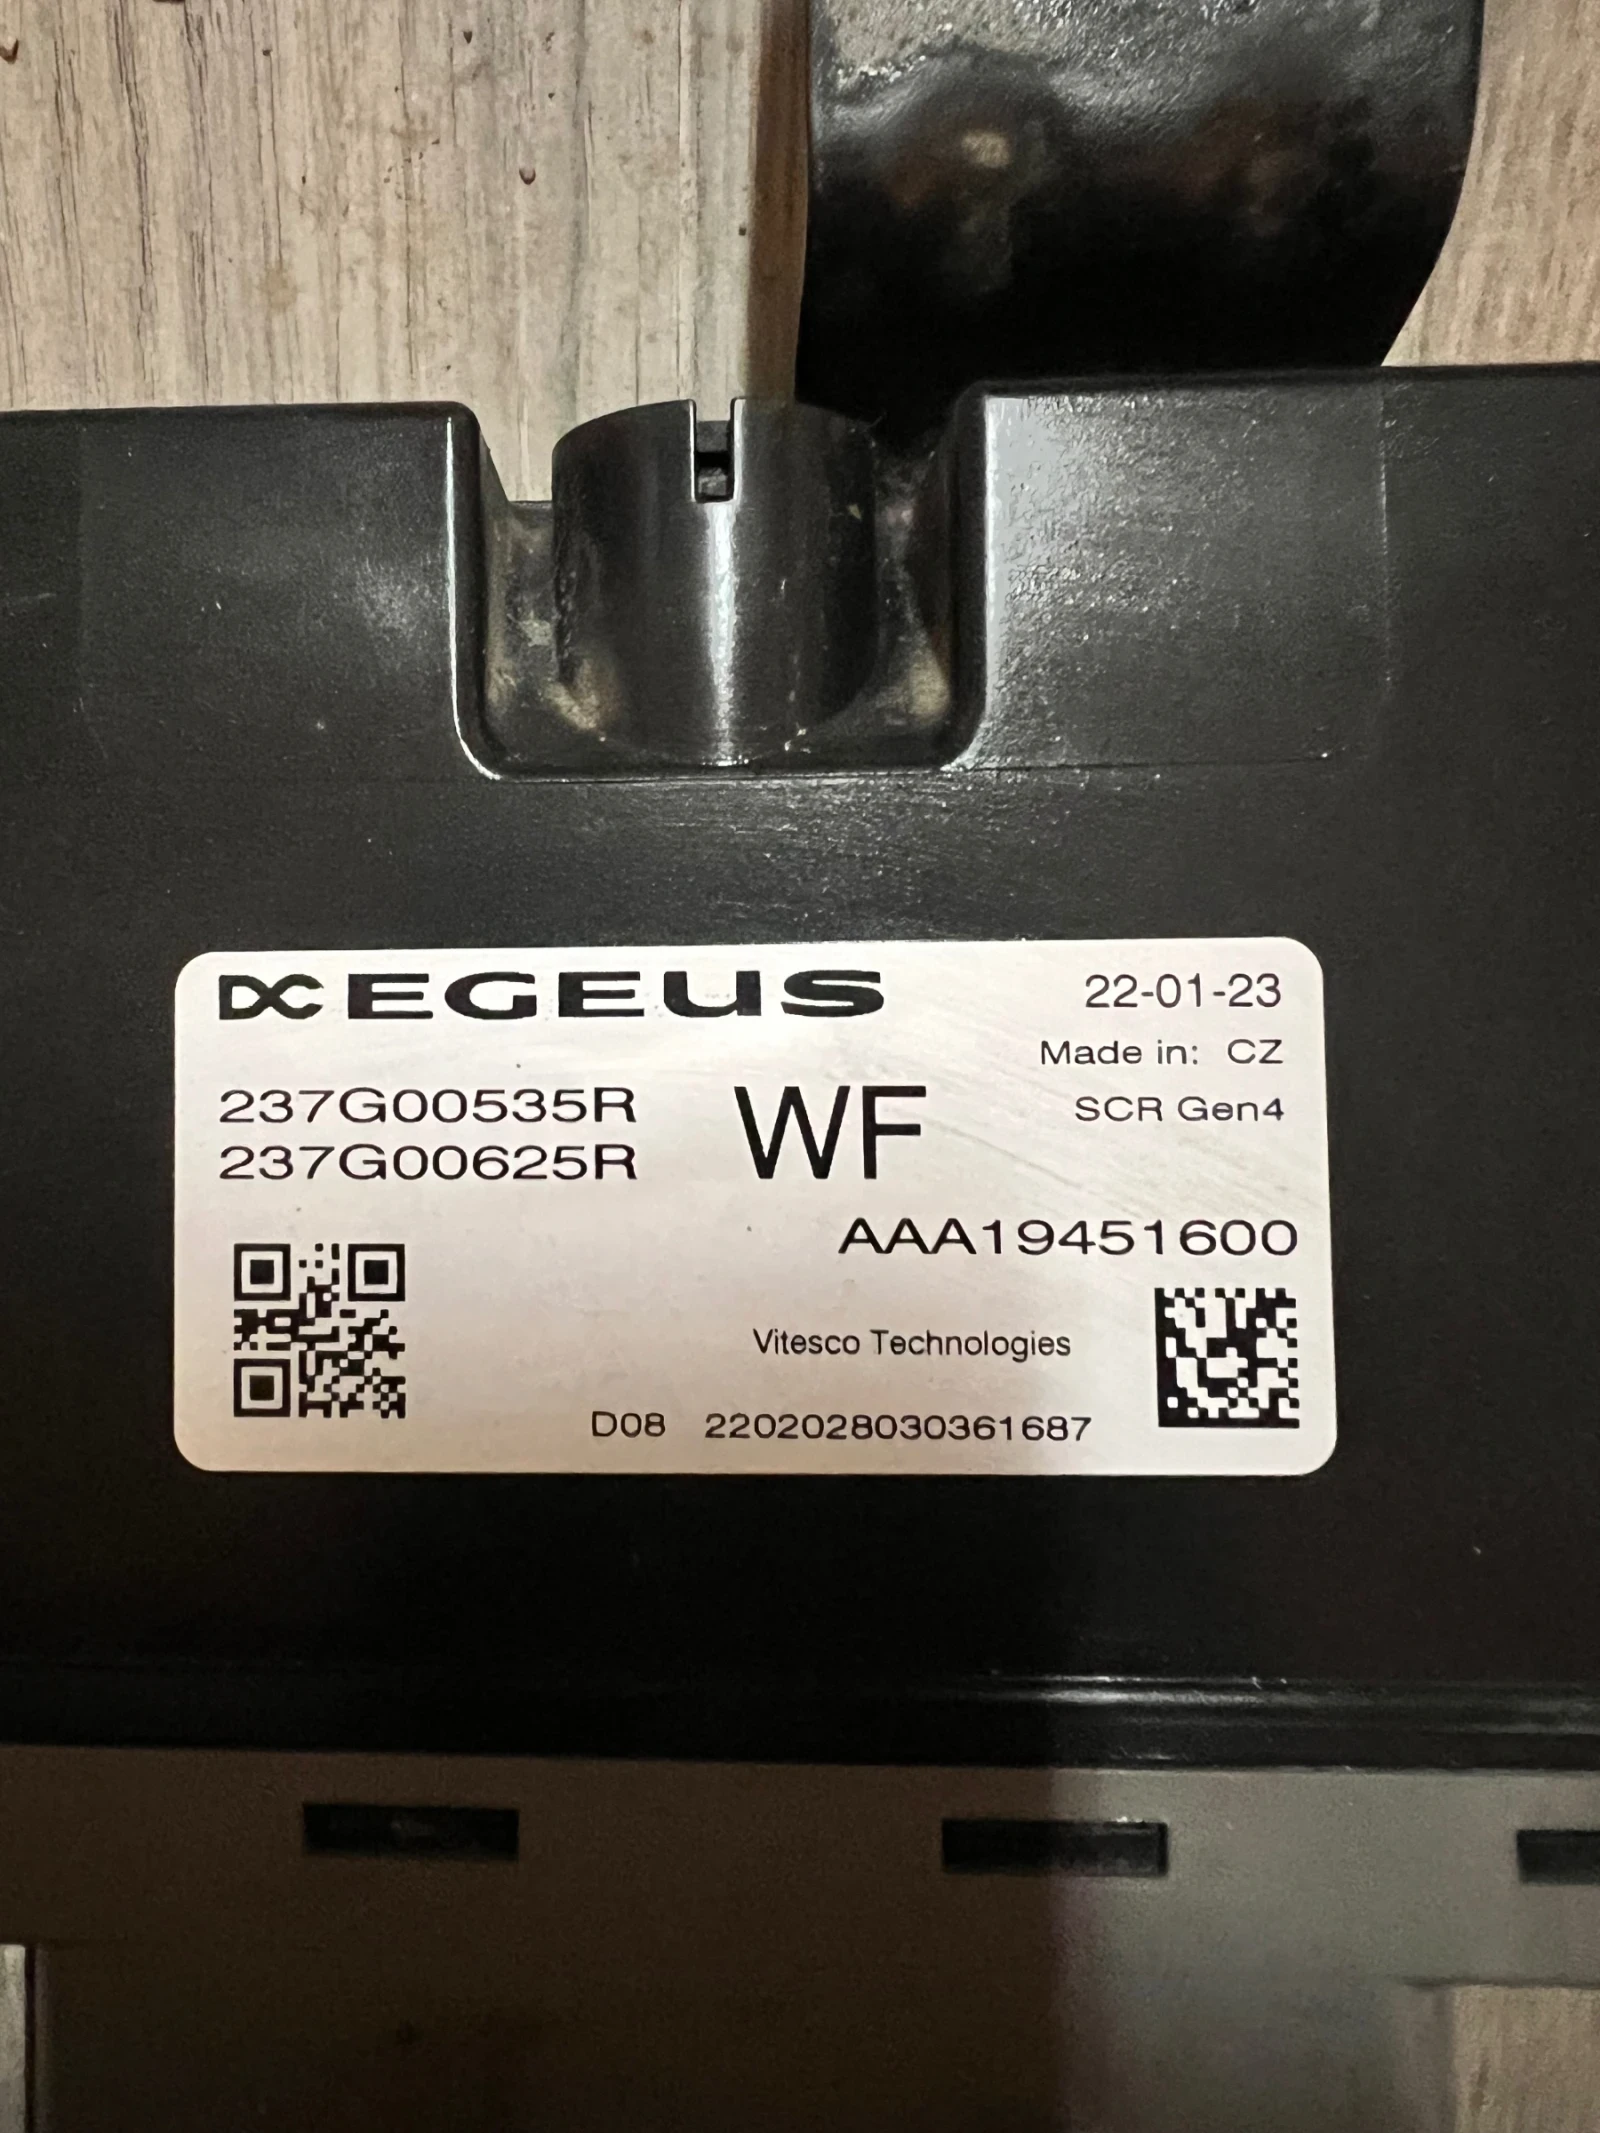 EGEUS
22-01-23
Made in: CZ
237G00535R
237G00625R
WF
SCR Gen4
AAA19451600
Vitesco Technologies
D08 2202028030361687